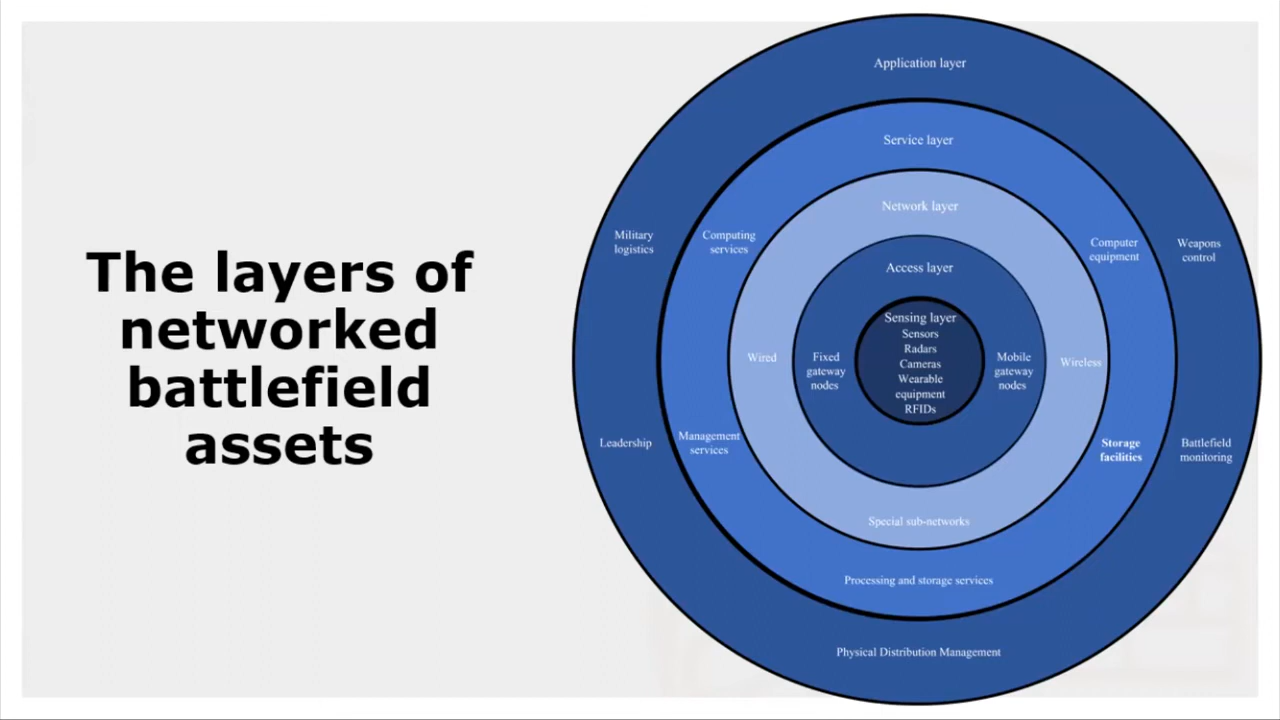 The layers of
networked
battlefield
assets
Application layer
Military
logistics
Weapons
control
Leadership
Battlefield
monitoring
Physical Distribution Management
Service layer
Computing
services
Computer
equipment
Management
services
Storage
facilities
Processing and storage services
Network layer
Wired
Wireless
Special sub-networks
Access layer
Fixed
gateway
nodes
Mobile
gateway
nodes
Sensing layer
Sensors
Radars
Cameras
Wearable
equipment
RFIDs